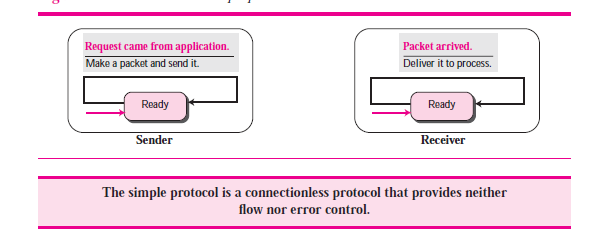 Request came from application.
Make a packet and send it.
Ready
Sender
Packet arrived.
Deliver it to process.
Ready
Receiver
The simple protocol is a connectionless protocol that provides neither
flow nor error control.